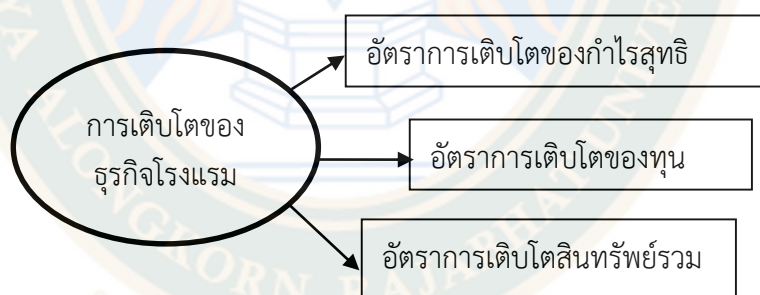 อัตราการเติบโตของกำไรสุทธิ
การเติบโตของ
ธุรกิจโรงแรม
อัตราการเติบโตของทุน
อัตราการเติบโตสินทรัพย์รวม